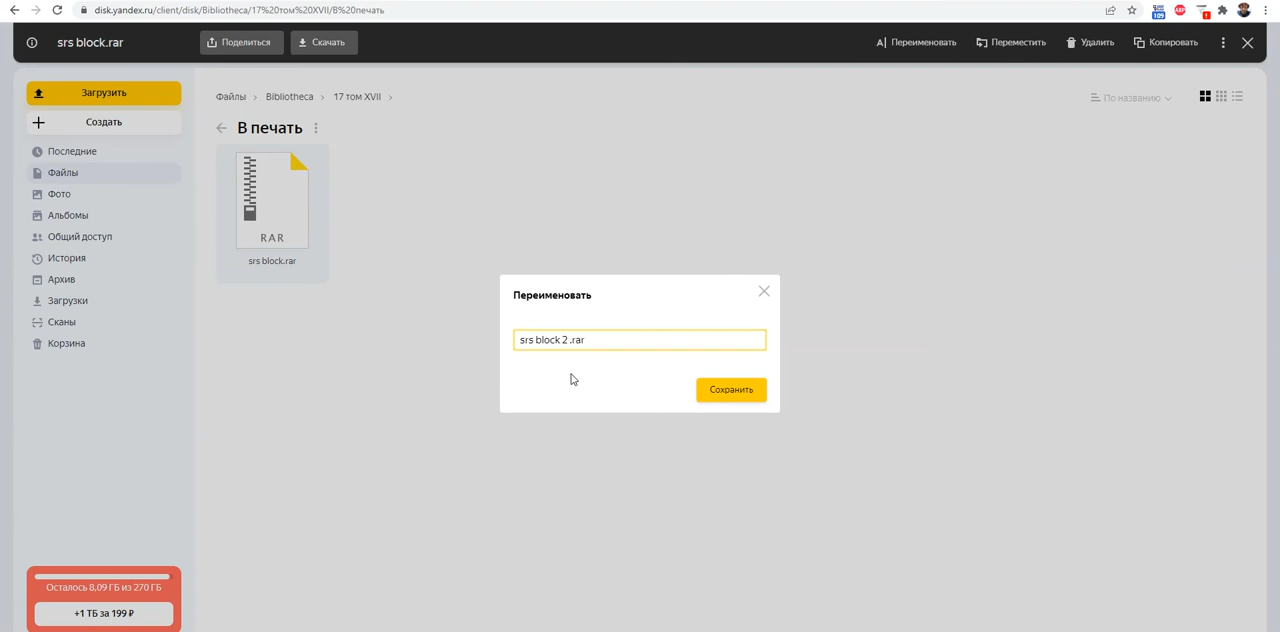 disk.yandex.ru/client/disk/Bibliotheca/17%20том%20XVII/В%20печать
109
ABP
srs block.rar
Поделиться
Скачать
Переименовать
Переместить
Удалить
Копировать
Загрузить
Создать
Последние
Файлы
Фото
Альбомы
Общий доступ
История
Архив
Загрузки
Сканы
Корзина
Осталось 8,09 ГБ из 270 ГБ
+1 ТБ за 199 ₽
Файлы > Bibliotheca > 17 том XVII >
По названию
В печать
RAR
srs block.rar
Переименовать
srs block 2 .rar
Сохранить